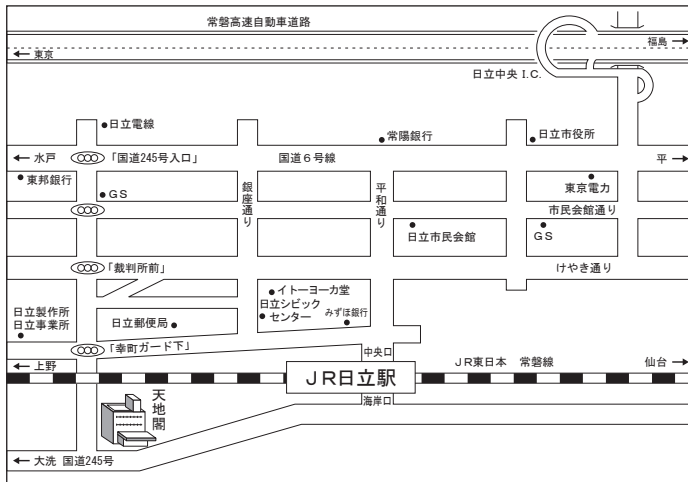 常磐高速自動車道路
福島→
←東京
日立中央 I.C.
日立電線
常陽銀行
日立市役所
←水戸
「国道245号入口」
国道6号線
平→
東邦銀行
GS
銀座通り
平和通り
東京電力
市民会館通り
日立市民会館
GS
「裁判所前」
けやき通り
イトーヨーカ堂
日立シビック
センター
みずほ銀行
日立製作所
日立事業所
日立郵便局
「幸町ガード下」
中央口
←上野
JR日立駅
JR東日本 常磐線
仙台→
海岸口
天地閣
←大洗 国道245号